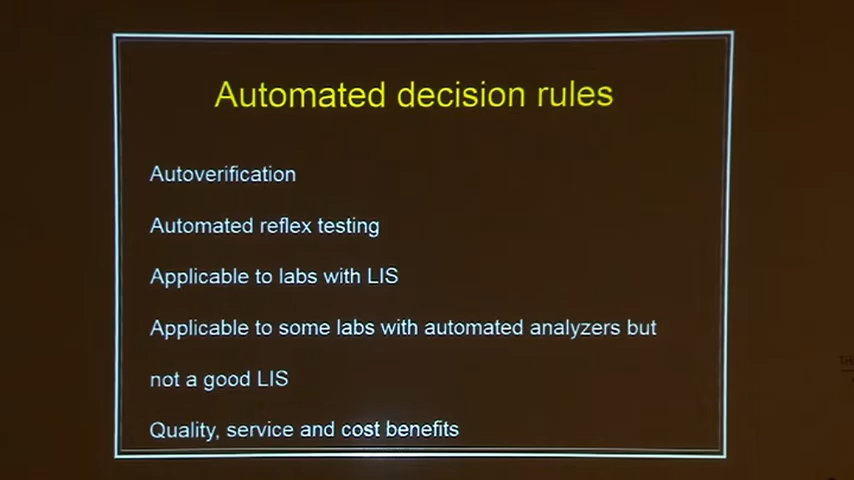 Automated decision rules
Autoverification
Automated reflex testing
Applicable to labs with LIS
Applicable to some labs with automated analyzers but
not a good LIS
Quality, service and cost benefits